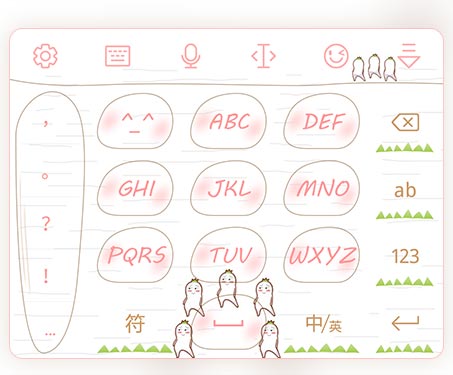 ,
^_^ ABC DEF
。
GHI JKL MNO ab
?
PQRS TUV WXYZ 123
!
符 中/英
...